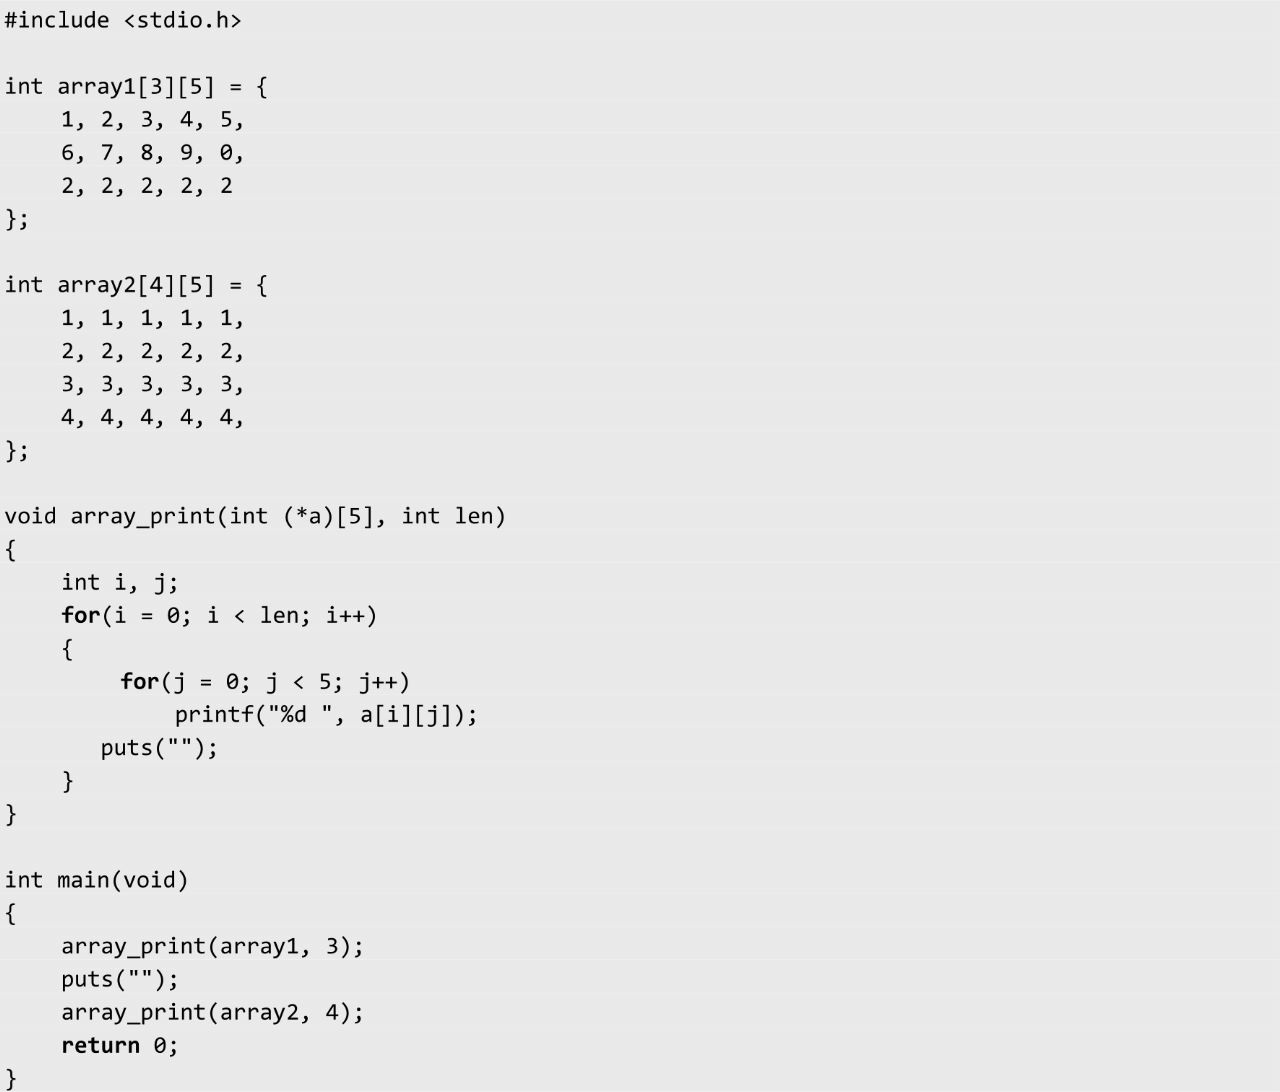 #include <stdio.h>

int array1[3][5] = {
    1, 2, 3, 4, 5,
    6, 7, 8, 9, 0,
    2, 2, 2, 2, 2
};

int array2[4][5] = {
    1, 1, 1, 1, 1,
    2, 2, 2, 2, 2,
    3, 3, 3, 3, 3,
    4, 4, 4, 4, 4,
};

void array_print(int (*a)[5], int len)
{
    int i, j;
    for(i = 0; i < len; i++)
    {
        for(j = 0; j < 5; j++)
            printf("%d ", a[i][j]);
       puts("");
    }
}

int main(void)
{
    array_print(array1, 3);
    puts("");
    array_print(array2, 4);
    return 0;
}